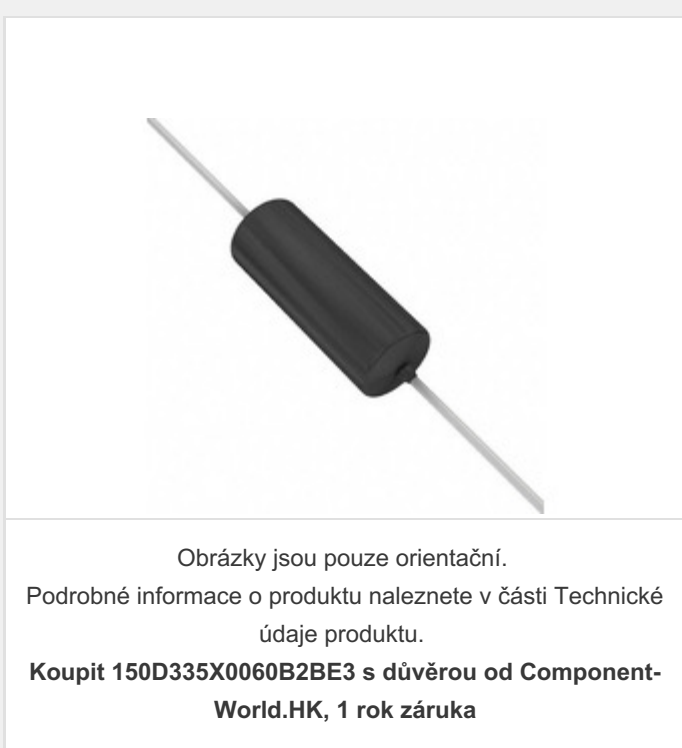 Obrázky jsou pouze orientační.
Podrobné informace o produktu naleznete v části Technické
údaje produktu.
Koupit 150D335X0060B2BE3 s důvěrou od Component-
World.HK, 1 rok záruka